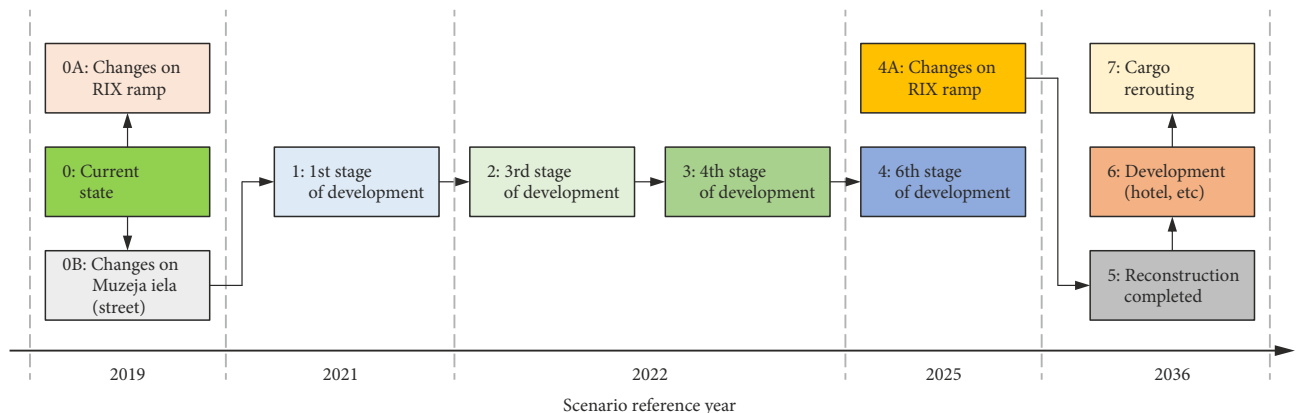 0A: Changes on
RIX ramp
0: Current
state
0B: Changes on
Muzeja iela
(street)
1: 1st stage
of development
2: 3rd stage
of development
3: 4th stage
of development
4A: Changes on
RIX ramp
4: 6th stage
of development
7: Cargo
rerouting
6: Development
(hotel, etc)
5: Reconstruction
completed
2019
2021
2022
2025
2036
Scenario reference year